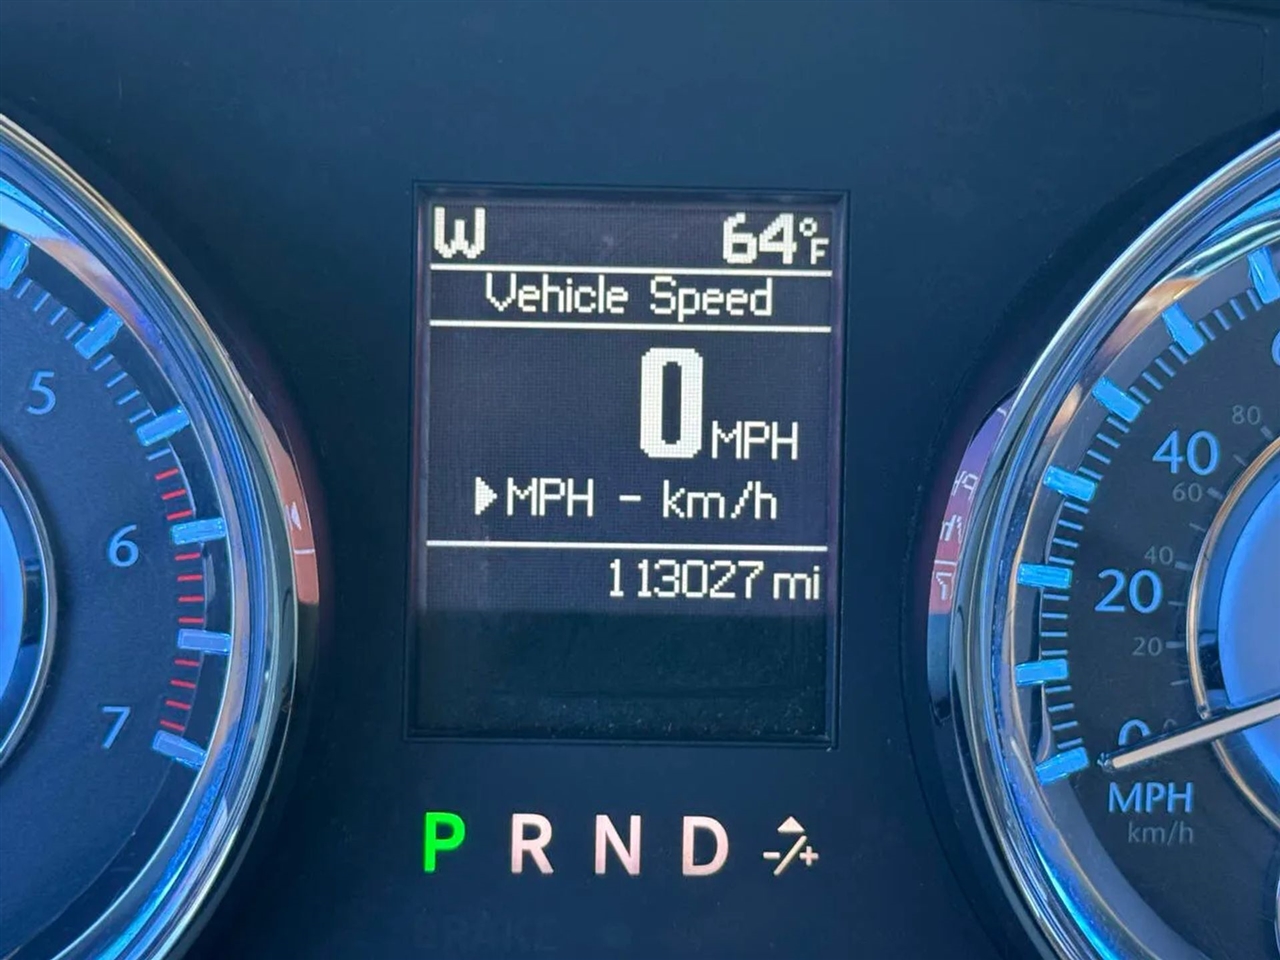 W 64°F
Vehicle Speed
0 MPH
MPH - km/h
113027 mi
P R N D -/+
5
6
7
80
40
60
40
20
20
0
MPH
km/h